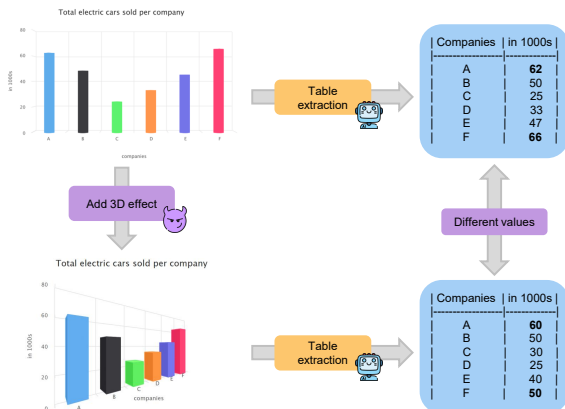 Total electric cars sold per company
80
60
40
20
0
in 1000s
A B C D E F
companies
Table
extraction
| Companies | in 1000s |
|----------------|-------------|
| A | 62 |
| B | 50 |
| C | 25 |
| D | 33 |
| E | 47 |
| F | 66 |
Add 3D effect
Different values
Total electric cars sold per company
80
60
40
20
0
in 1000s
A B C D E F
companies
Table
extraction
| Companies | in 1000s |
|----------------|-------------|
| A | 60 |
| B | 50 |
| C | 30 |
| D | 25 |
| E | 40 |
| F | 50 |